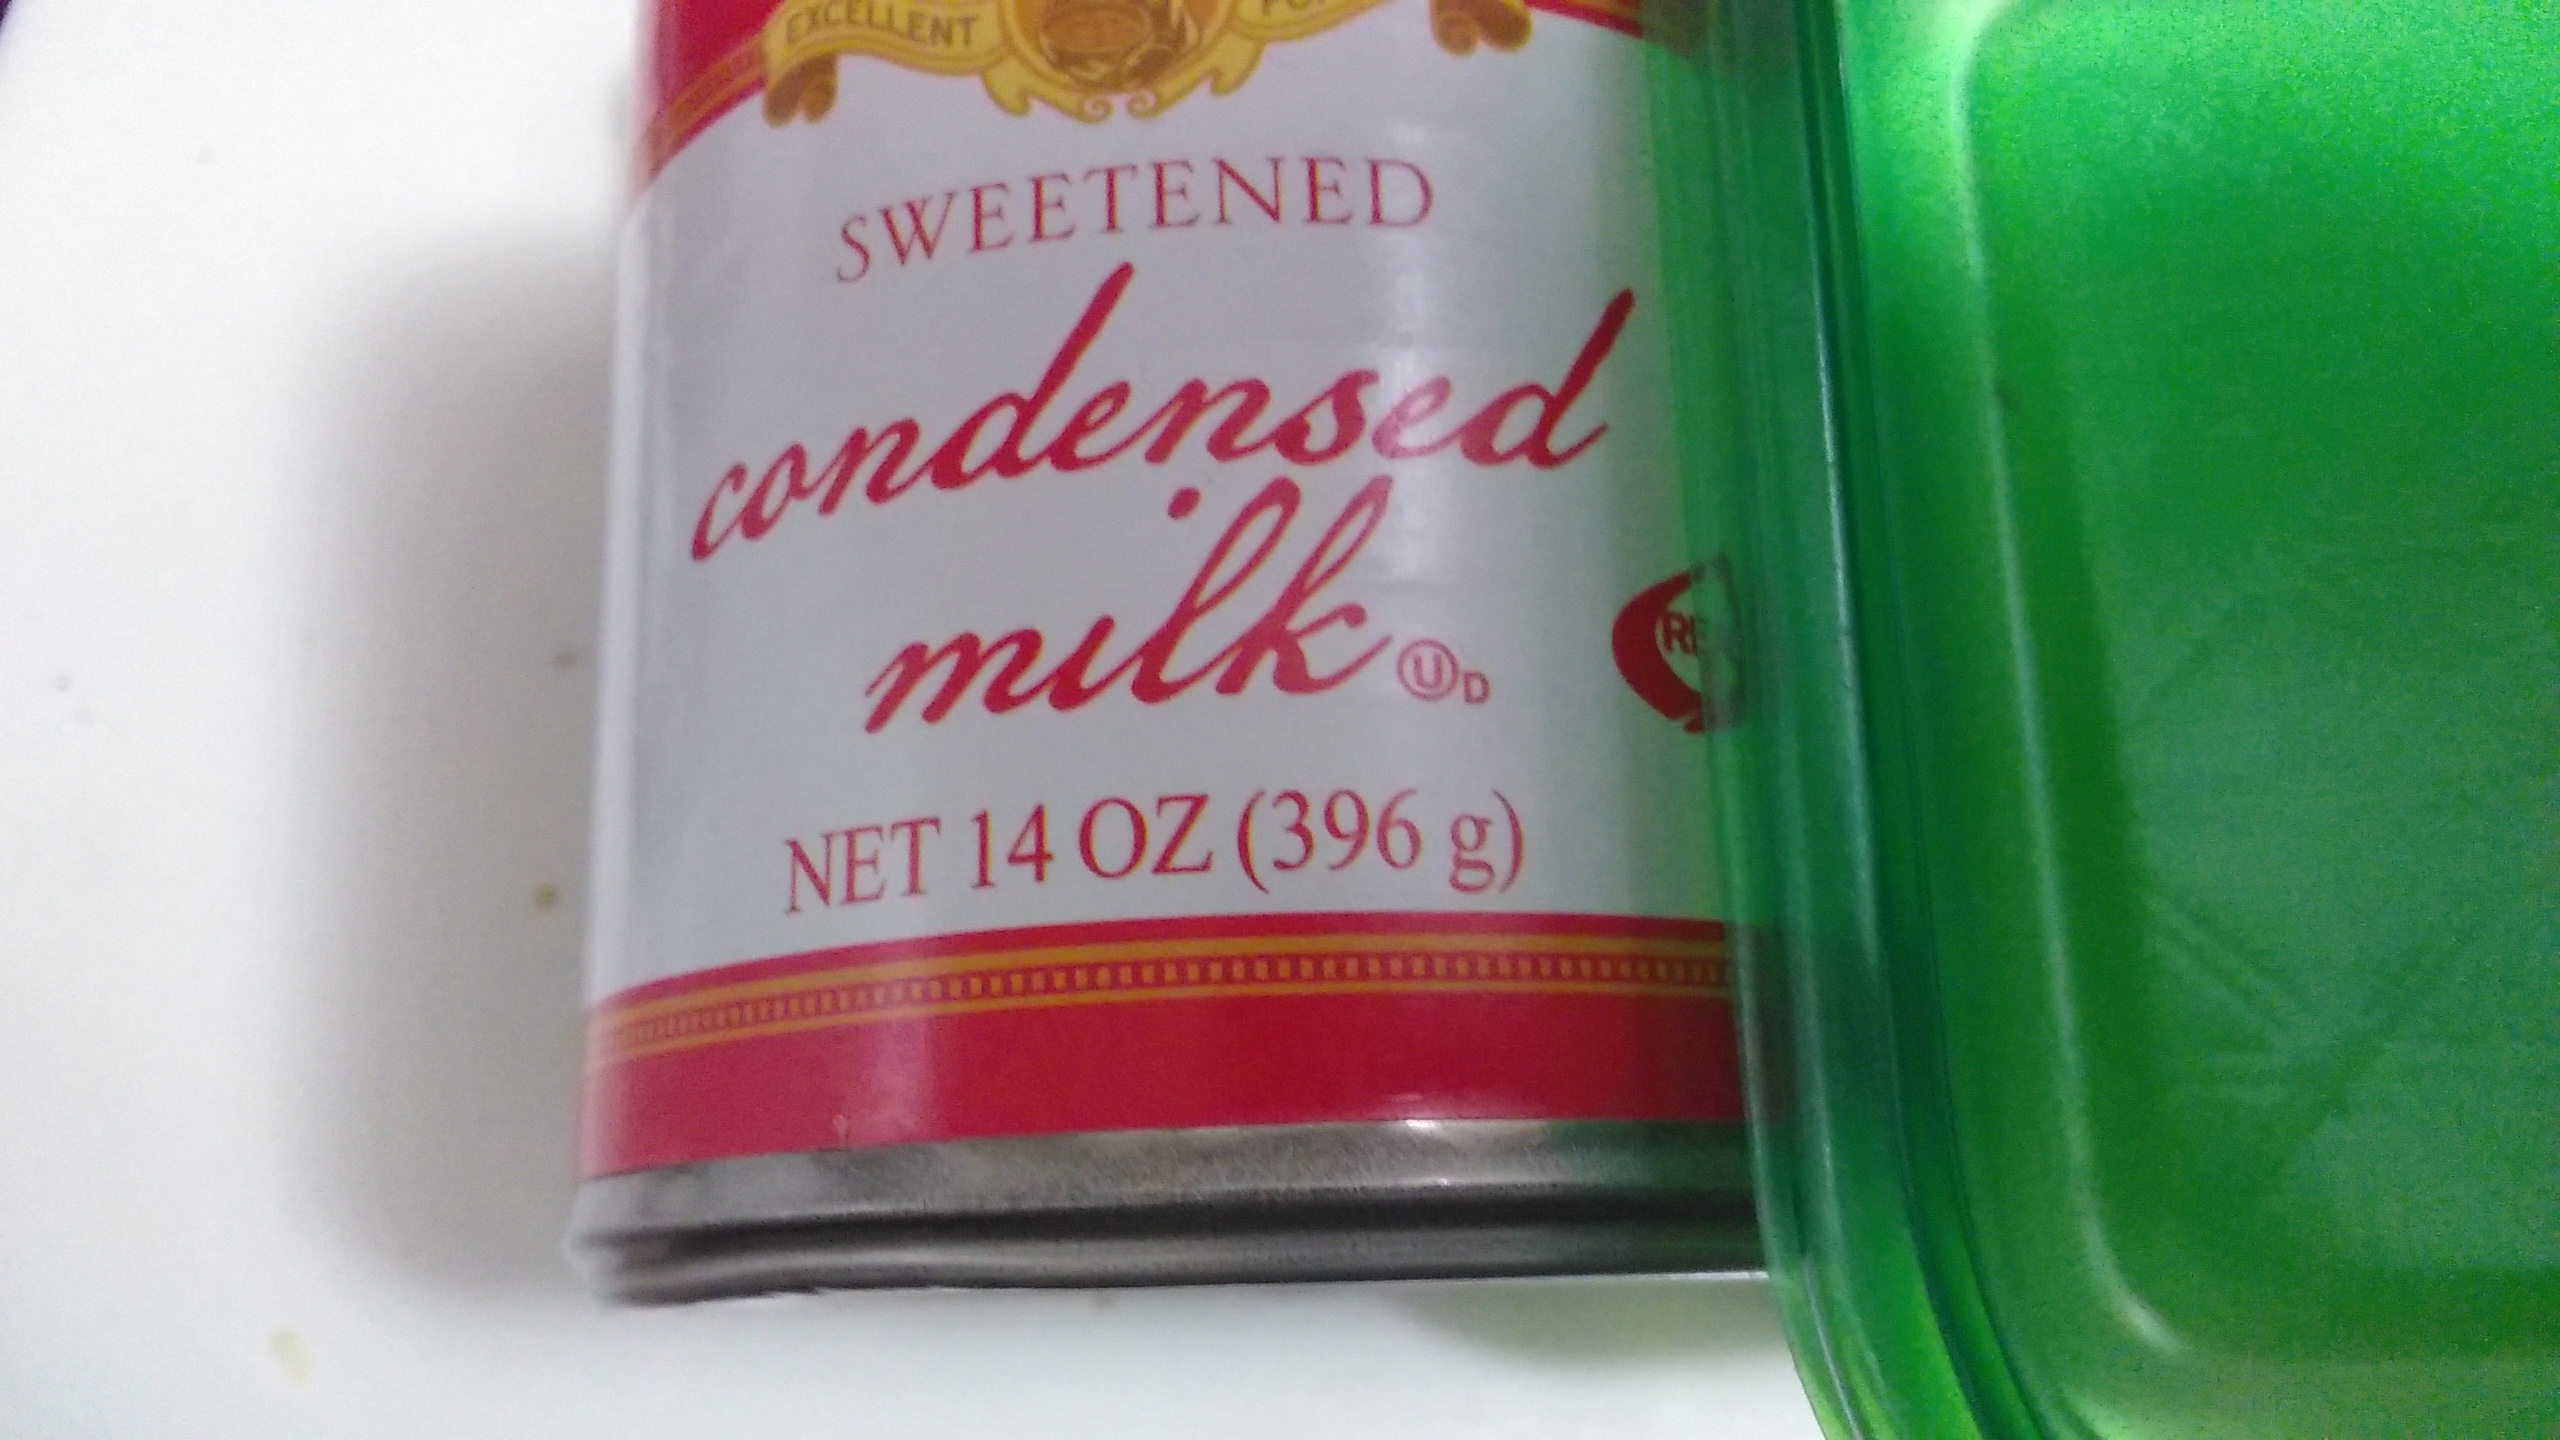 EXCELLENT
SWEETENED
condensed
milk
U D
NET 14 OZ (396 g)